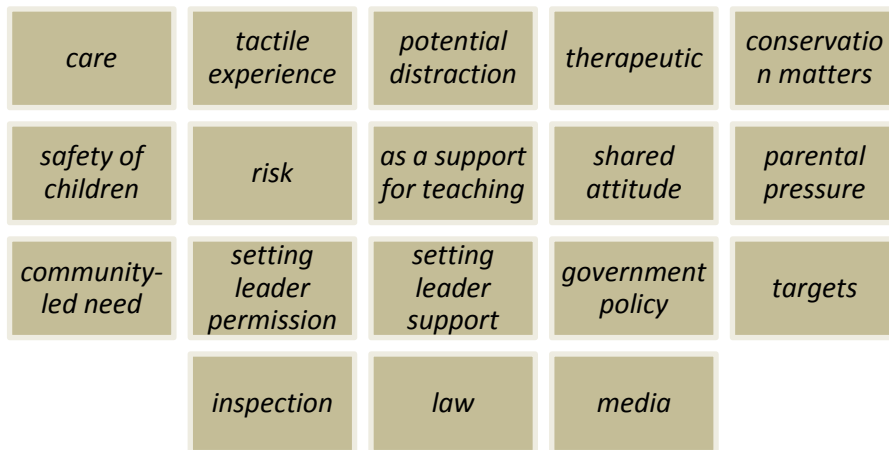 care
tactile
experience
potential
distraction
therapeutic
conservatio
n matters
safety of
children
risk
as a support
for teaching
shared
attitude
parental
pressure
community-
led need
setting
leader
permission
setting
leader
support
government
policy
targets
inspection
law
media